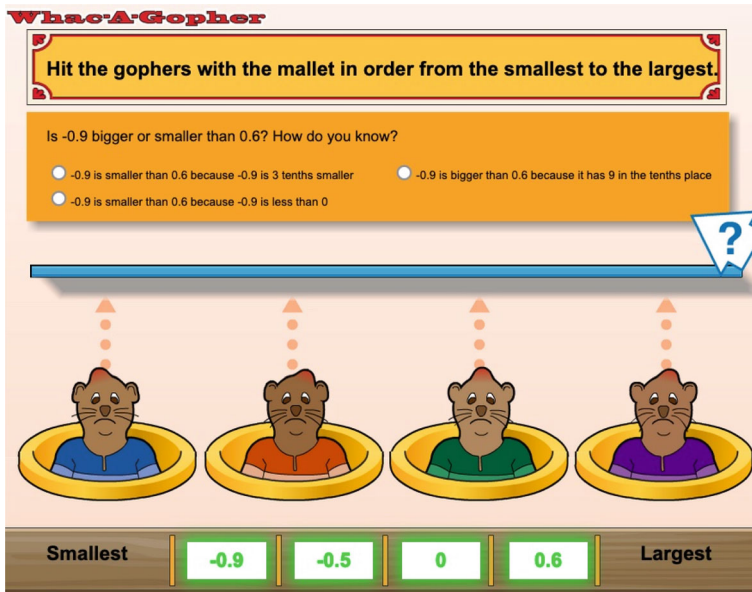 Whac-A-Gopher
Hit the gophers with the mallet in order from the smallest to the largest.
Is -0.9 bigger or smaller than 0.6? How do you know?
-0.9 is smaller than 0.6 because -0.9 is 3 tenths smaller
-0.9 is bigger than 0.6 because it has 9 in the tenths place
-0.9 is smaller than 0.6 because -0.9 is less than 0
?
Smallest -0.9 -0.5 0 0.6 Largest